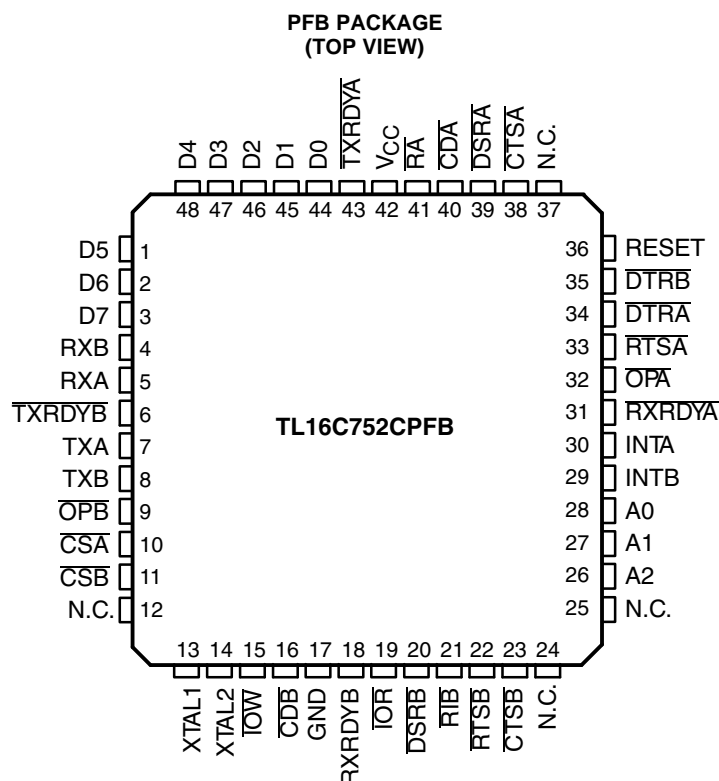 PFB PACKAGE
(TOP VIEW)
D4 D3 D2 D1 D0 TXRDYA VCC RA CDA DSRA CTSA N.C.
48 47 46 45 44 43 42 41 40 39 38 37
D5 1 36 RESET
D6 2 35 DTRB
D7 3 34 DTRA
RXB 4 33 RTSA
RXA 5 32 OPA
TXRDYB 6 31 RXRDYA
TL16C752CPFB
TXA 7 30 INTA
TXB 8 29 INTB
OPB 9 28 A0
CSA 10 27 A1
CSB 11 26 A2
N.C. 12 25 N.C.
13 14 15 16 17 18 19 20 21 22 23 24
XTAL1 XTAL2 IOW CDB GND RXRDYB IOR DSRB RIB RTSB CTSB N.C.